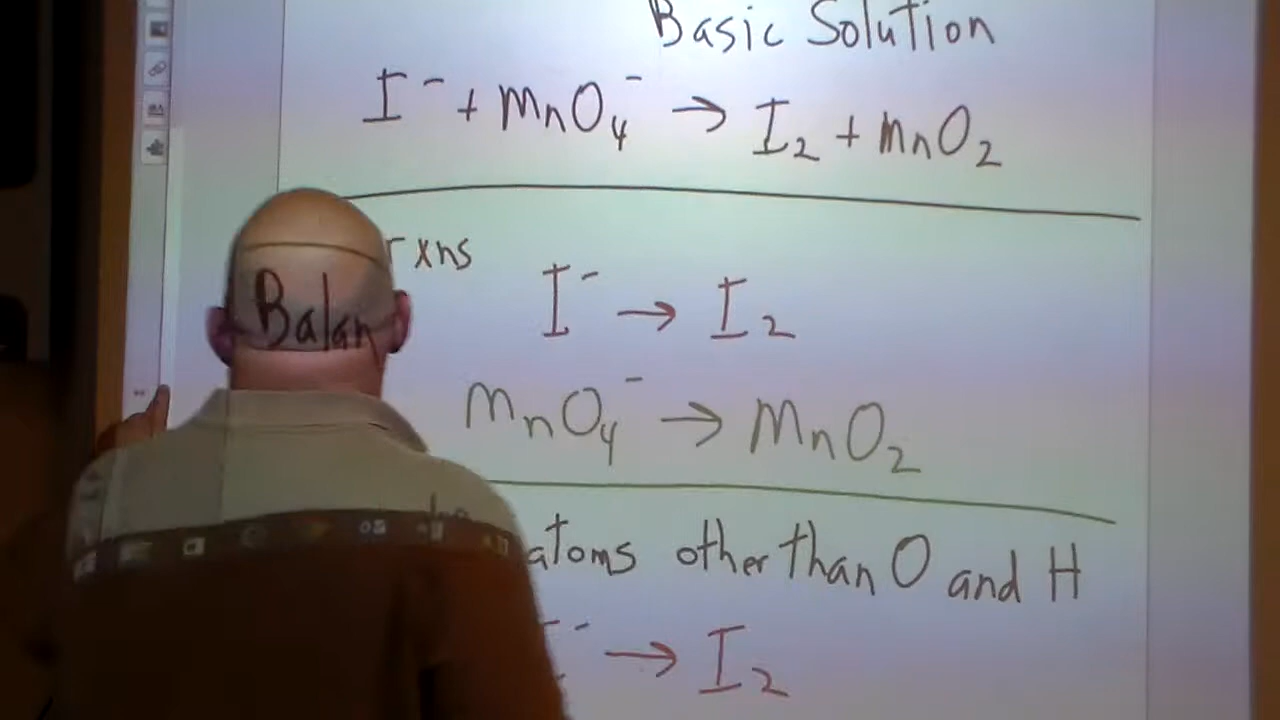 Basic Solution
I⁻ + MnO₄⁻ → I₂ + MnO₂
rxns
I⁻ → I₂
MnO₄⁻ → MnO₂
Balan
atoms other than O and H
I⁻ → I₂